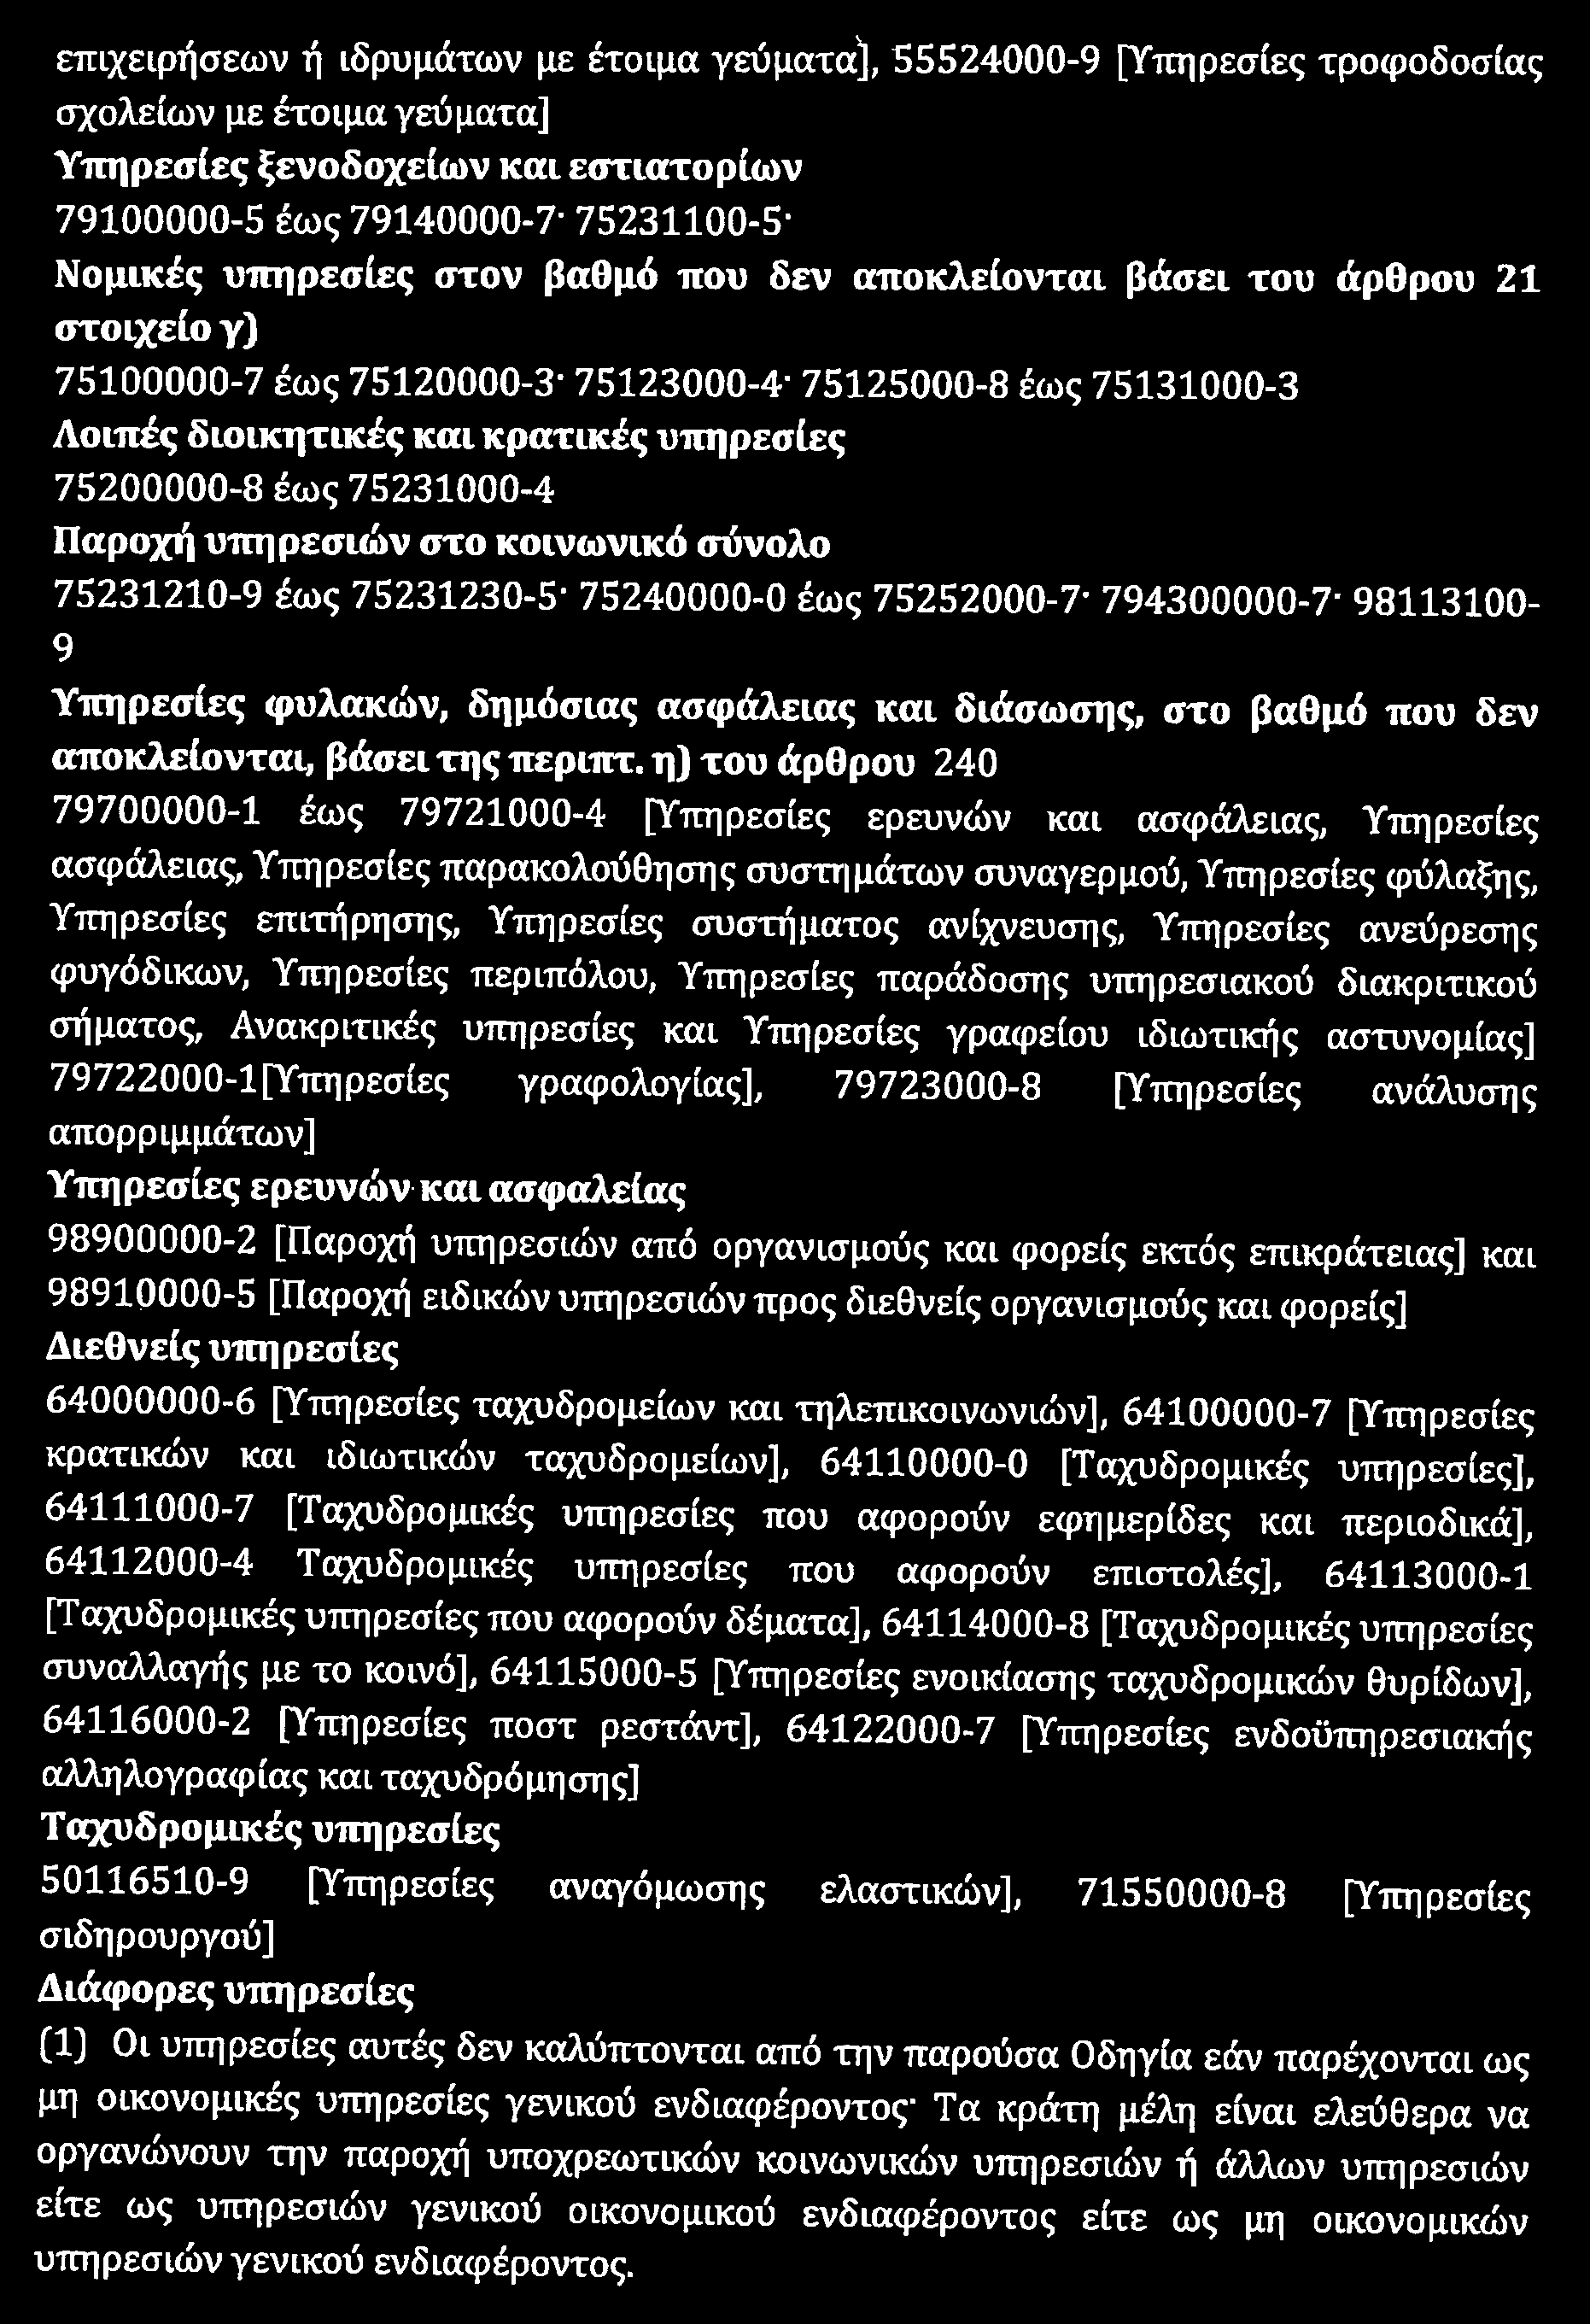 επιχειρήσεων ή ιδρυμάτων με έτοιμα γεύματα], 55524000-9 [Υπηρεσίες τροφοδοσίας
σχολείων με έτοιμα γεύματα]
Υπηρεσίες ξενοδοχείων και εστιατορίων
79100000-5 έως 79140000-7· 75231100-5·
Νομικές υπηρεσίες στον βαθμό που δεν αποκλείονται βάσει του άρθρου 21
στοιχείο γ)
75100000-7 έως 75120000-3· 75123000-4· 75125000-8 έως 75131000-3
Λοιπές διοικητικές και κρατικές υπηρεσίες
75200000-8 έως 75231000-4
Παροχή υπηρεσιών στο κοινωνικό σύνολο
75231210-9 έως 75231230-5· 75240000-0 έως 75252000-7· 794300000-7· 98113100-
9
Υπηρεσίες φυλακών, δημόσιας ασφάλειας και διάσωσης, στο βαθμό που δεν
αποκλείονται, βάσει της περιπτ. η) του άρθρου 240
79700000-1 έως 79721000-4 [Υπηρεσίες ερευνών και ασφάλειας, Υπηρεσίες
ασφάλειας, Υπηρεσίες παρακολούθησης συστημάτων συναγερμού, Υπηρεσίες φύλαξης,
Υπηρεσίες επιτήρησης, Υπηρεσίες συστήματος ανίχνευσης, Υπηρεσίες ανεύρεσης
φυγόδικων, Υπηρεσίες περιπόλου, Υπηρεσίες παράδοσης υπηρεσιακού διακριτικού
σήματος, Ανακριτικές υπηρεσίες και Υπηρεσίες γραφείου ιδιωτικής αστυνομίας]
79722000-1[Υπηρεσίες γραφολογίας], 79723000-8 [Υπηρεσίες ανάλυσης
απορριμμάτων]
Υπηρεσίες ερευνών και ασφαλείας
98900000-2 [Παροχή υπηρεσιών από οργανισμούς και φορείς εκτός επικράτειας] και
98910000-5 [Παροχή ειδικών υπηρεσιών προς διεθνείς οργανισμούς και φορείς]
Διεθνείς υπηρεσίες
64000000-6 [Υπηρεσίες ταχυδρομείων και τηλεπικοινωνιών], 64100000-7 [Υπηρεσίες
κρατικών και ιδιωτικών ταχυδρομείων], 64110000-0 [Ταχυδρομικές υπηρεσίες],
64111000-7 [Ταχυδρομικές υπηρεσίες που αφορούν εφημερίδες και περιοδικά],
64112000-4 Ταχυδρομικές υπηρεσίες που αφορούν επιστολές], 64113000-1
[Ταχυδρομικές υπηρεσίες που αφορούν δέματα], 64114000-8 [Ταχυδρομικές υπηρεσίες
συναλλαγής με το κοινό], 64115000-5 [Υπηρεσίες ενοικίασης ταχυδρομικών θυρίδων],
64116000-2 [Υπηρεσίες ποστ ρεστάντ], 64122000-7 [Υπηρεσίες ενδοϋπηρεσιακής
αλληλογραφίας και ταχυδρόμησης]
Ταχυδρομικές υπηρεσίες
50116510-9 [Υπηρεσίες αναγόμωσης ελαστικών], 71550000-8 [Υπηρεσίες
σιδηρουργού]
Διάφορες υπηρεσίες
(1) Οι υπηρεσίες αυτές δεν καλύπτονται από την παρούσα Οδηγία εάν παρέχονται ως
μη οικονομικές υπηρεσίες γενικού ενδιαφέροντος· Τα κράτη μέλη είναι ελεύθερα να
οργανώνουν την παροχή υποχρεωτικών κοινωνικών υπηρεσιών ή άλλων υπηρεσιών
είτε ως υπηρεσιών γενικού οικονομικού ενδιαφέροντος είτε ως μη οικονομικών
υπηρεσιών γενικού ενδιαφέροντος.